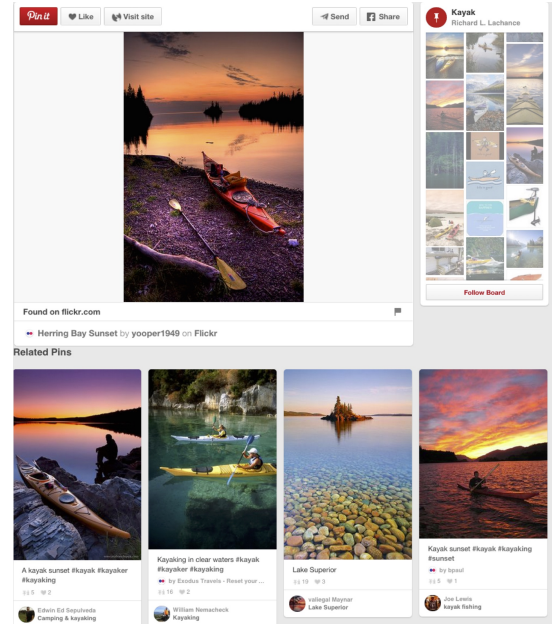 Pin it
Like
Visit site
Send
Share
Kayak
Richard L. Lachance
Follow Board
Found on flickr.com
Herring Bay Sunset by yooper1949 on Flickr
Related Pins
A kayak sunset #kayak #kayaker
#kayaking
2
Edwin Ed Sepulveda
Camping & kayaking
Kayaking in clear waters #kayak
#kayaker #kayaking
by Exodus Travels - Reset your ...
16 2
William Nemacheck
Kayaking
Lake Superior
19 3
valiegal Maynar
Lake Superior
Kayak sunset #kayak #kayaking
#sunset
by bpaul
5 1
Joe Lewis
kayak fishing